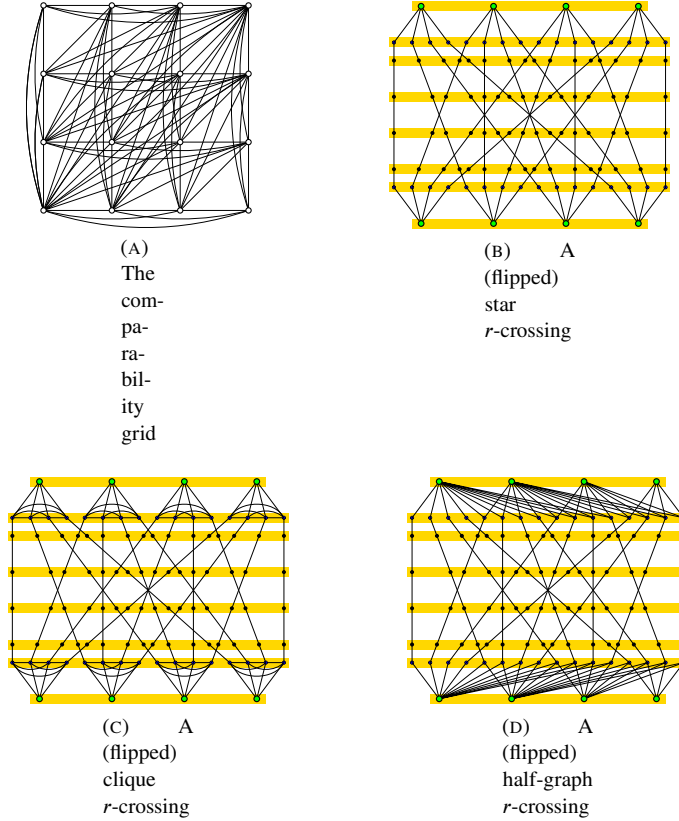 (A)
The
com-
pa-
ra-
bil-
ity
grid
(B) A
(flipped)
star
r-crossing
(C) A
(flipped)
clique
r-crossing
(D) A
(flipped)
half-graph
r-crossing